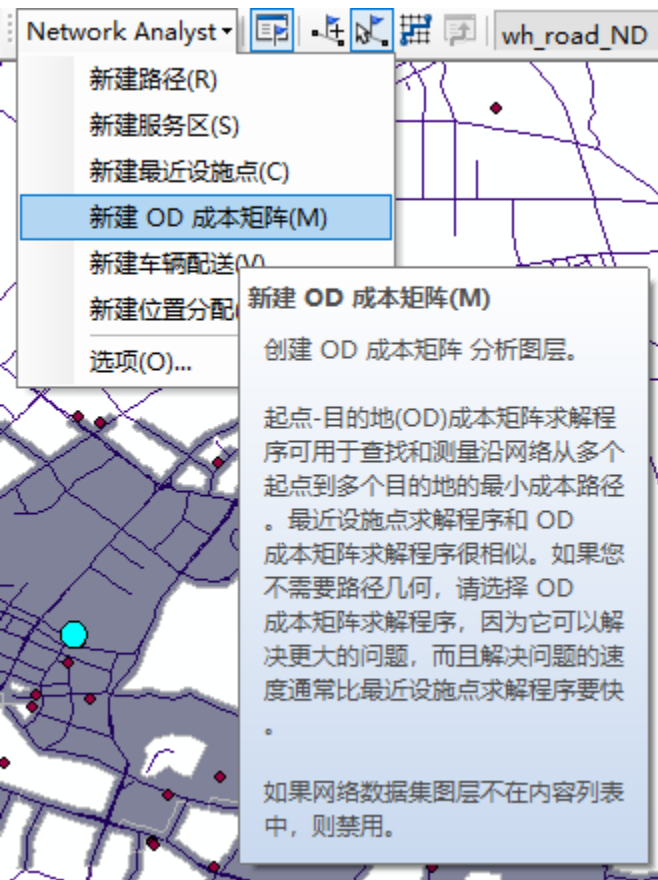 Network Analyst
wh_road_ND
新建路径(R)
新建服务区(S)
新建最近设施点(C)
新建 OD 成本矩阵(M)
新建车辆配送(V)
新建位置分配
选项(O)...
新建 OD 成本矩阵(M)
创建 OD 成本矩阵 分析图层。
起点-目的地(OD)成本矩阵求解程
序可用于查找和测量沿网络从多个
起点到多个目的地的最小成本路径
。最近设施点求解程序和 OD
成本矩阵求解程序很相似。如果您
不需要路径几何，请选择 OD
成本矩阵求解程序，因为它可以解
决更大的问题，而且解决问题的速
度通常比最近设施点求解程序要快
。
如果网络数据集图层不在内容列表
中，则禁用。